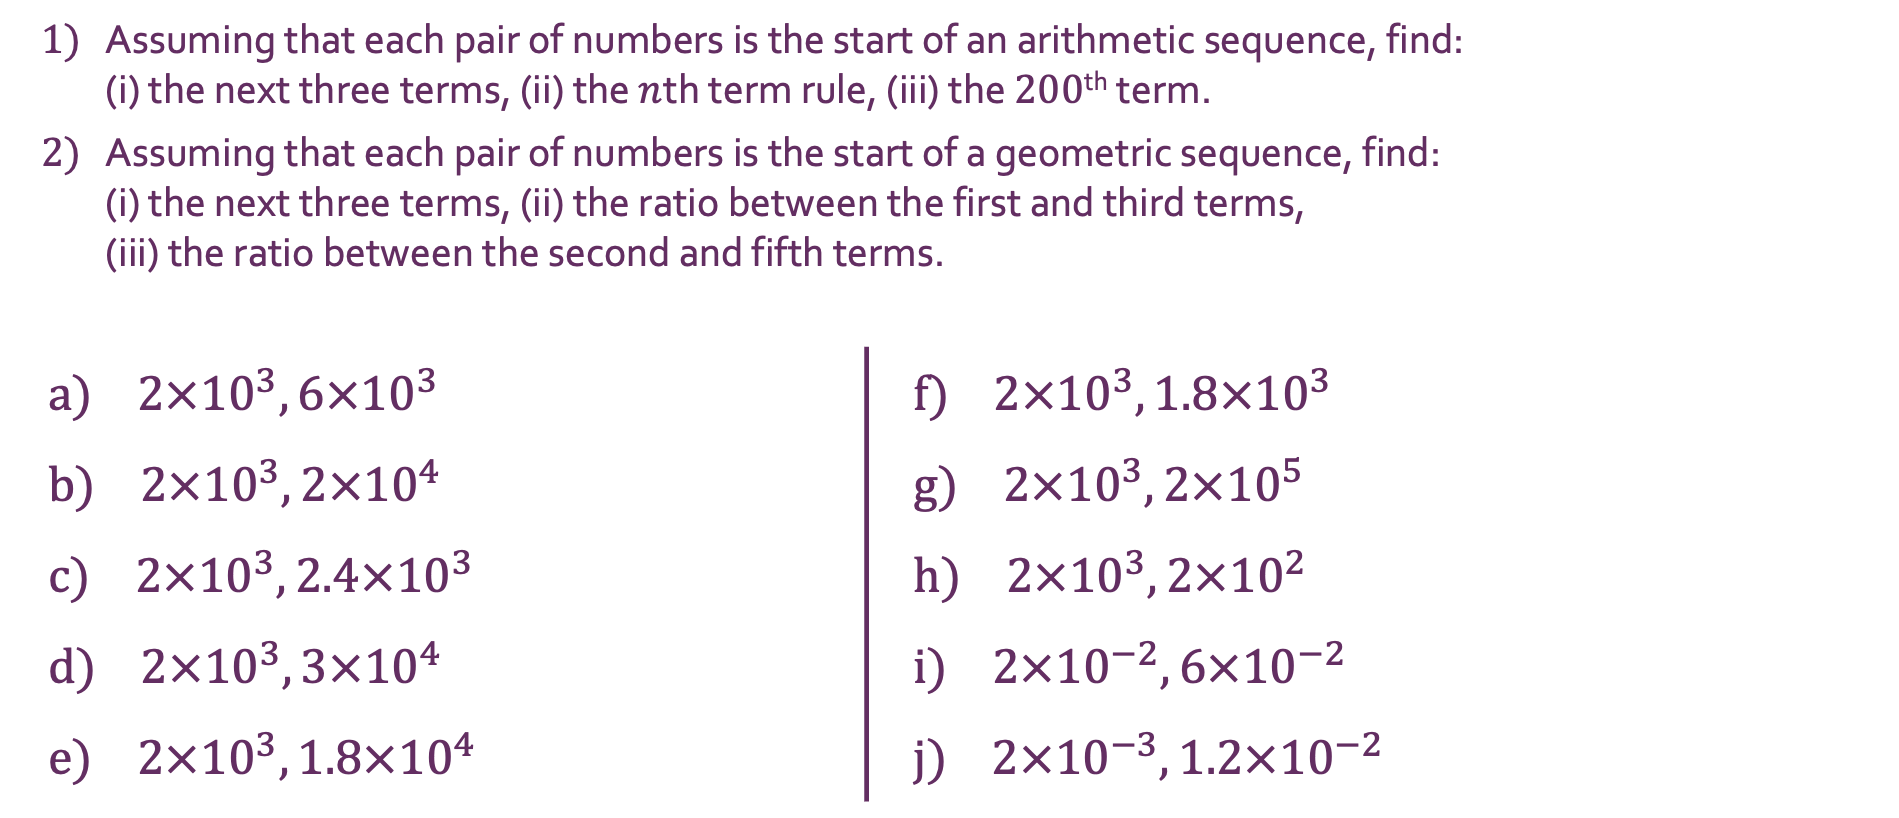 1) Assuming that each pair of numbers is the start of an arithmetic sequence, find:
(i) the next three terms, (ii) the nth term rule, (iii) the 200ᵗʰ term.
2) Assuming that each pair of numbers is the start of a geometric sequence, find:
(i) the next three terms, (ii) the ratio between the first and third terms,
(iii) the ratio between the second and fifth terms.
a) 2×10³, 6×10³
b) 2×10³, 2×10⁴
c) 2×10³, 2.4×10³
d) 2×10³, 3×10⁴
e) 2×10³, 1.8×10⁴
f) 2×10³, 1.8×10³
g) 2×10³, 2×10⁵
h) 2×10³, 2×10²
i) 2×10⁻², 6×10⁻²
j) 2×10⁻³, 1.2×10⁻²